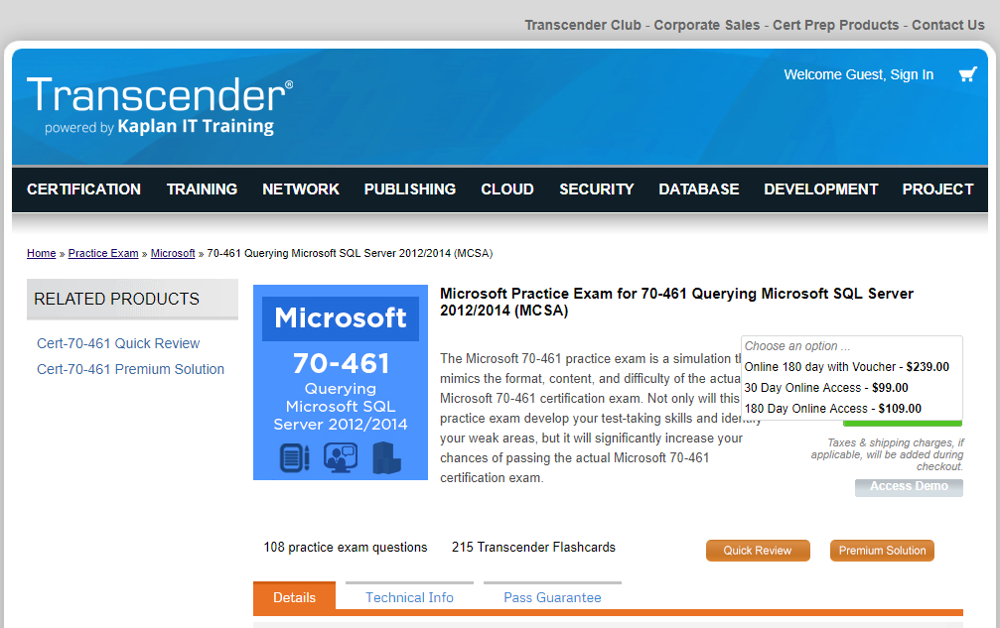 Transcender Club - Corporate Sales - Cert Prep Products - Contact Us
Welcome Guest, Sign In
Transcender®
powered by Kaplan IT Training
CERTIFICATION TRAINING NETWORK PUBLISHING CLOUD SECURITY DATABASE DEVELOPMENT PROJECT
Home » Practice Exam » Microsoft » 70-461 Querying Microsoft SQL Server 2012/2014 (MCSA)
RELATED PRODUCTS
Cert-70-461 Quick Review
Cert-70-461 Premium Solution
Microsoft
70-461
Querying
Microsoft SQL
Server 2012/2014
Microsoft Practice Exam for 70-461 Querying Microsoft SQL Server
2012/2014 (MCSA)
The Microsoft 70-461 practice exam is a simulation
mimics the format, content, and difficulty of the actua
Microsoft 70-461 certification exam. Not only will this
practice exam develop your test-taking skills and identify
your weak areas, but it will significantly increase your
chances of passing the actual Microsoft 70-461
certification exam.
Choose an option ...
Online 180 day with Voucher - $239.00
30 Day Online Access - $99.00
180 Day Online Access - $109.00
Taxes & shipping charges, if
applicable, will be added during
checkout.
Access Demo
108 practice exam questions
215 Transcender Flashcards
Quick Review
Premium Solution
Details
Technical Info
Pass Guarantee